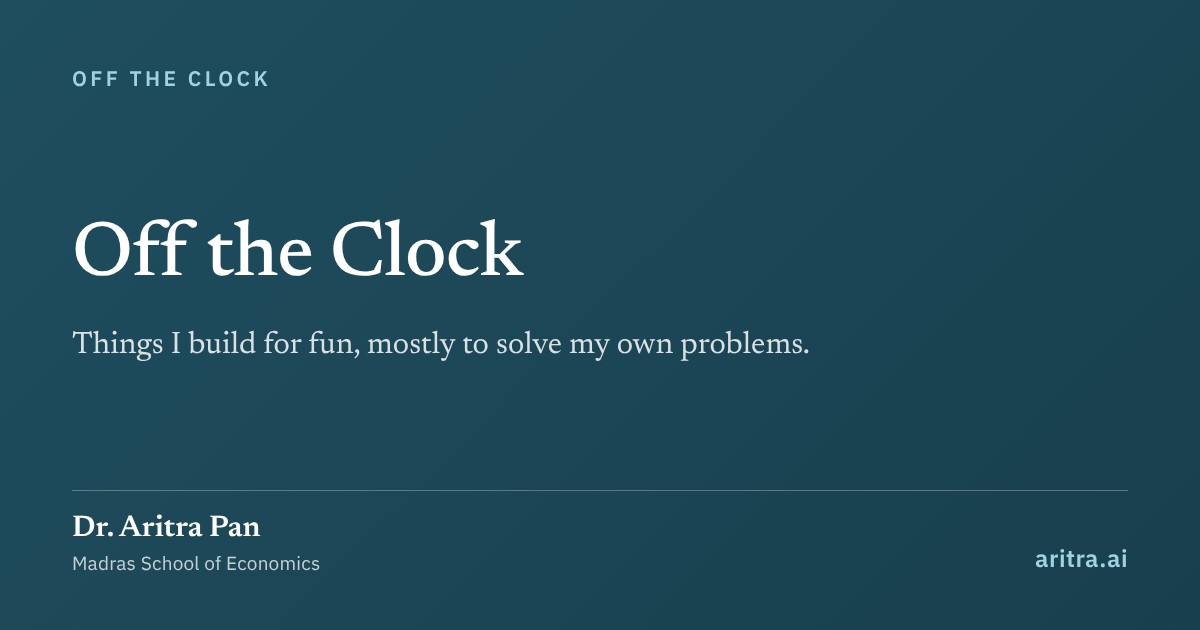 OFF THE CLOCK
Off the Clock
Things I build for fun, mostly to solve my own problems.
Dr. Aritra Pan
Madras School of Economics
aritra.ai